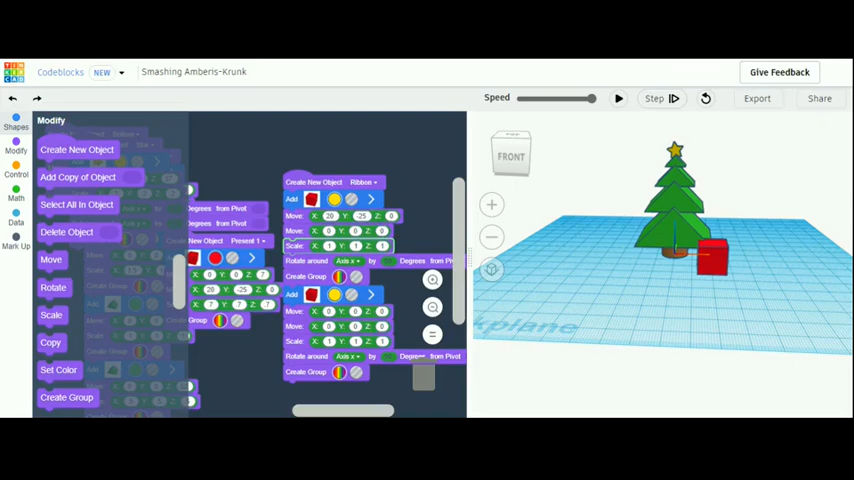 TIN
KER
CAD
Codeblocks NEW
Smashing Amberis-Krunk
Give Feedback
Speed
Step
Export
Share
Shapes
Modify
Control
Math
Data
Mark Up
Modify
Create New Object
Add Copy of Object
Select All In Object
Delete Object
Move
Rotate
Scale
Copy
Set Color
Create Group
Degrees from Pivot
Degrees from Pivot
New Object Present 1
X: 0 Y: 0 Z: 7
X: 20 Y: -25 Z: 0
X: 7 Y: 7 Z: 7
Group
Create New Object Ribbon
Add
Move: X: 20 Y: -25 Z: 0
Move: X: 0 Y: 0 Z: 0
Scale: X: 1 Y: 1 Z: 1
Rotate around Axis x by Degrees from Piv
Create Group
Add
Move: X: 0 Y: 0 Z: 0
Move: X: 0 Y: 0 Z: 0
Scale: X: 1 Y: 1 Z: 1
Rotate around Axis x by Degrees from Pivot
Create Group
FRONT
kplane